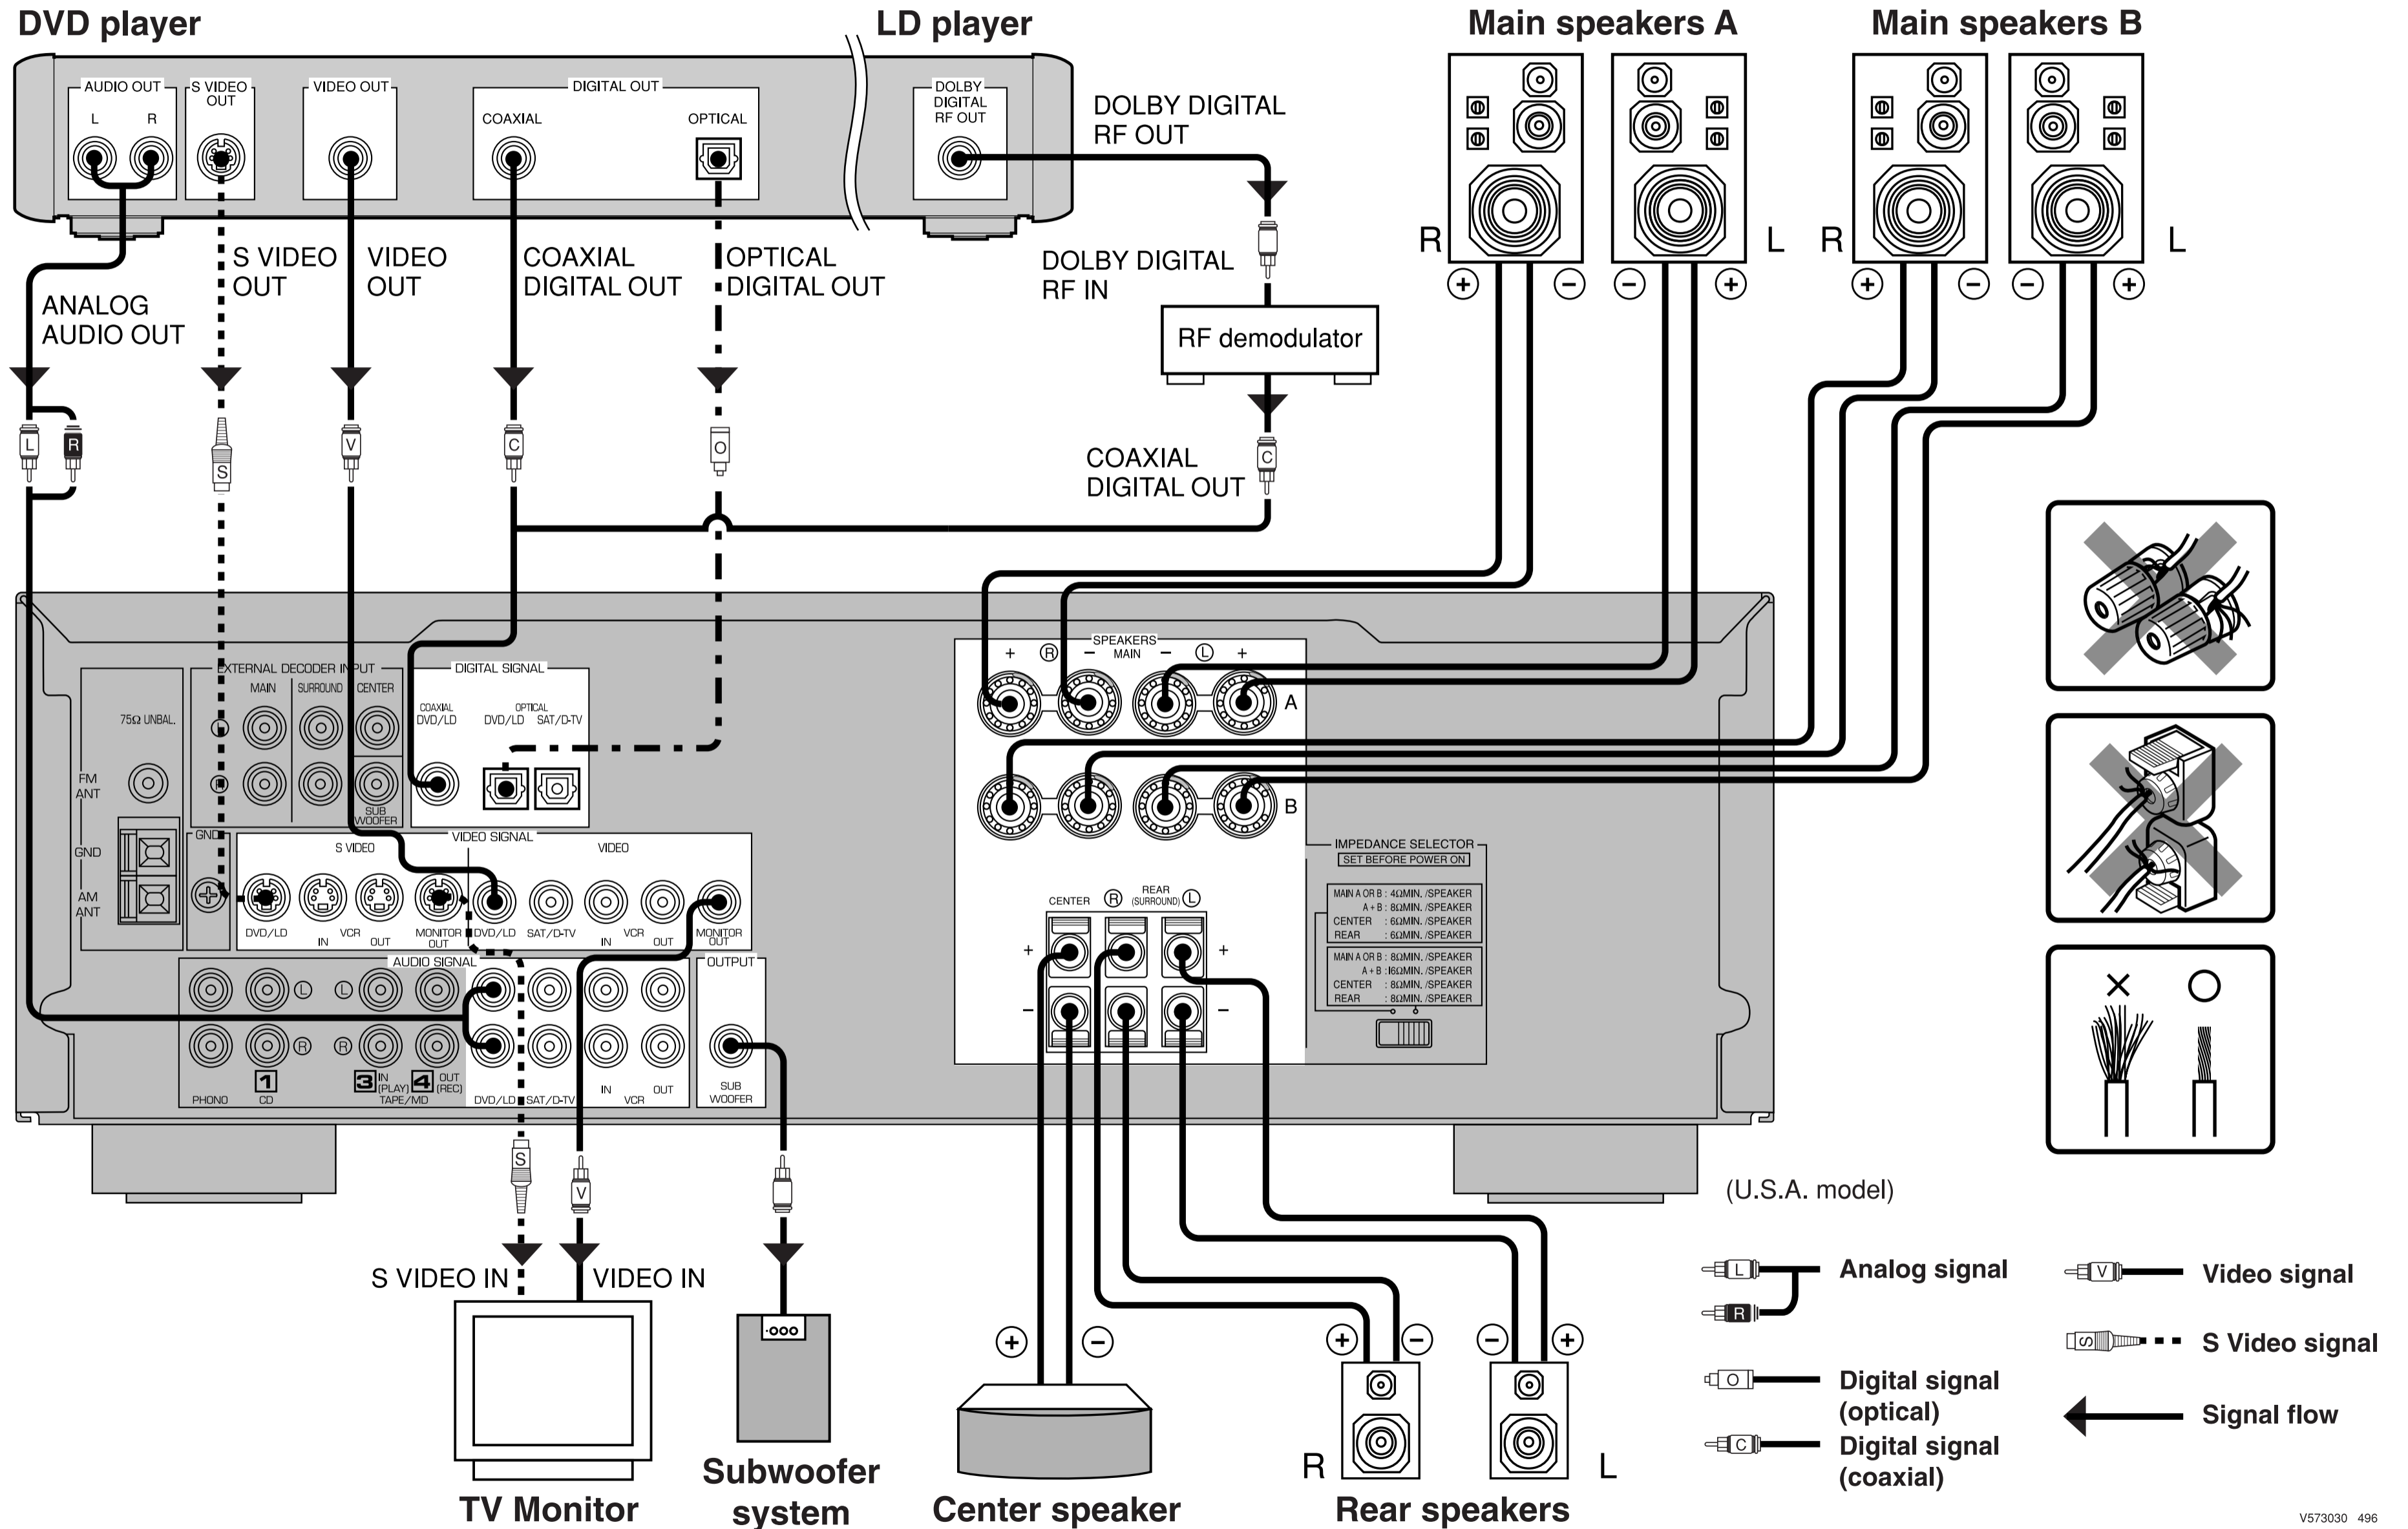 DVD player
LD player
Main speakers A
Main speakers B
AUDIO OUT
L R
S VIDEO
OUT
VIDEO OUT
DIGITAL OUT
COAXIAL
OPTICAL
DOLBY
DIGITAL
RF OUT
DOLBY DIGITAL
RF OUT
R
L
R
L
+ −
− +
+ −
− +
ANALOG
AUDIO OUT
S VIDEO
OUT
VIDEO
OUT
COAXIAL
DIGITAL OUT
OPTICAL
DIGITAL OUT
DOLBY DIGITAL
RF IN
RF demodulator
COAXIAL
DIGITAL OUT
L
R
S
V
C
O
C
EXTERNAL DECODER INPUT
MAIN
SURROUND
CENTER
L
R
SUB
WOOFER
75Ω UNBAL.
FM
ANT
GND
AM
ANT
GND
DIGITAL SIGNAL
COAXIAL
DVD/LD
OPTICAL
DVD/LD SAT/D-TV
SPEAKERS
+ R − MAIN − L +
A
B
VIDEO SIGNAL
S VIDEO
VIDEO
DVD/LD
IN
VCR
OUT
MONITOR
OUT
DVD/LD
SAT/D-TV
IN
VCR
OUT
MONITOR
OUT
AUDIO SIGNAL
OUTPUT
L L
R R
1
3 IN
(PLAY)
4 OUT
(REC)
PHONO
CD
TAPE/MD
DVD/LD
SAT/D-TV
IN
VCR
OUT
SUB
WOOFER
CENTER
R
REAR
(SURROUND)
L
+ +
− −
IMPEDANCE SELECTOR
SET BEFORE POWER ON
MAIN A OR B : 4ΩMIN. /SPEAKER
A + B : 8ΩMIN. /SPEAKER
CENTER : 6ΩMIN. /SPEAKER
REAR : 6ΩMIN. /SPEAKER
MAIN A OR B : 8ΩMIN. /SPEAKER
A + B :16ΩMIN. /SPEAKER
CENTER : 8ΩMIN. /SPEAKER
REAR : 8ΩMIN. /SPEAKER
S
V
S VIDEO IN
VIDEO IN
TV Monitor
Subwoofer
system
+ −
Center speaker
+ −
− +
R
L
Rear speakers
(U.S.A. model)
L
R
Analog signal
O
Digital signal
(optical)
C
Digital signal
(coaxial)
V
Video signal
S
S Video signal
Signal flow
V573030 496